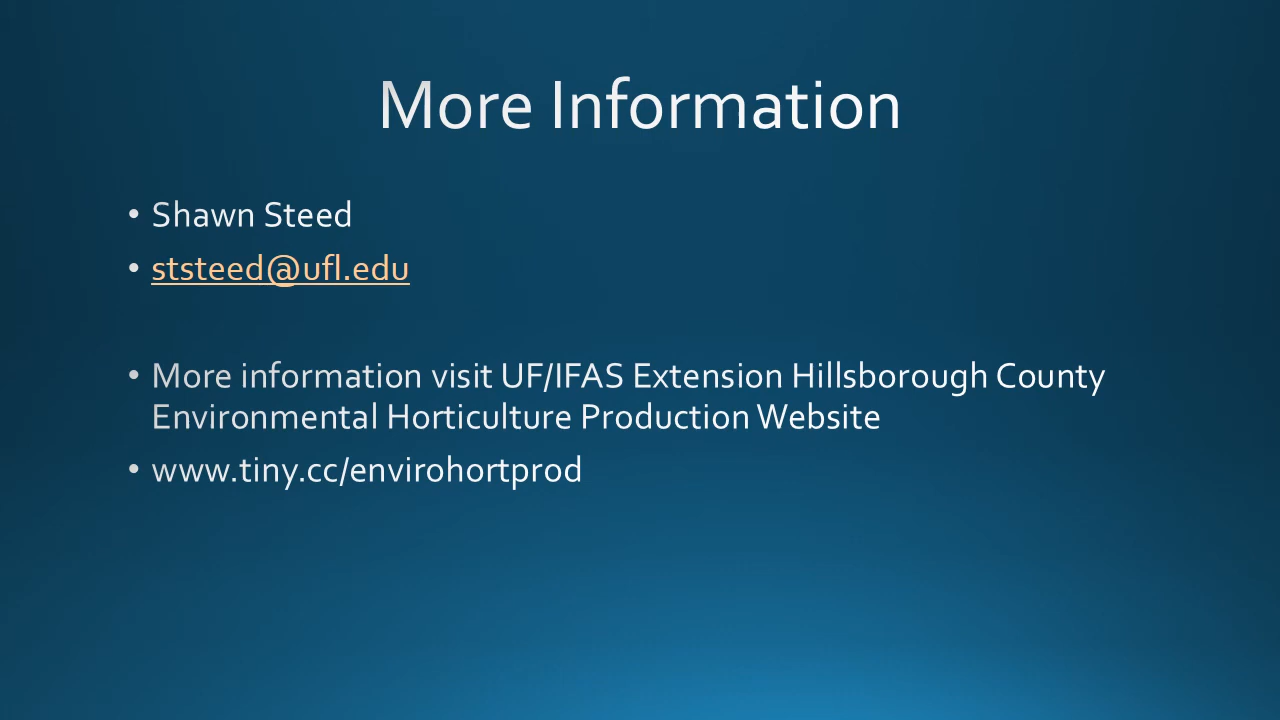 More Information
• Shawn Steed
• ststeed@ufl.edu
• More information visit UF/IFAS Extension Hillsborough County
Environmental Horticulture Production Website
• www.tiny.cc/envirohortprod